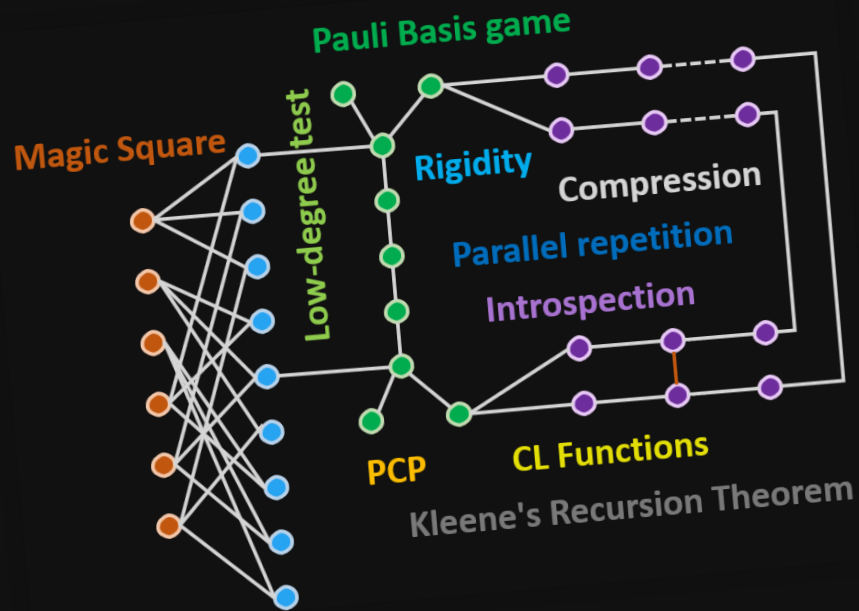 Pauli Basis game
Magic Square
Low-degree test
Rigidity
Compression
Parallel repetition
Introspection
PCP
CL Functions
Kleene's Recursion Theorem